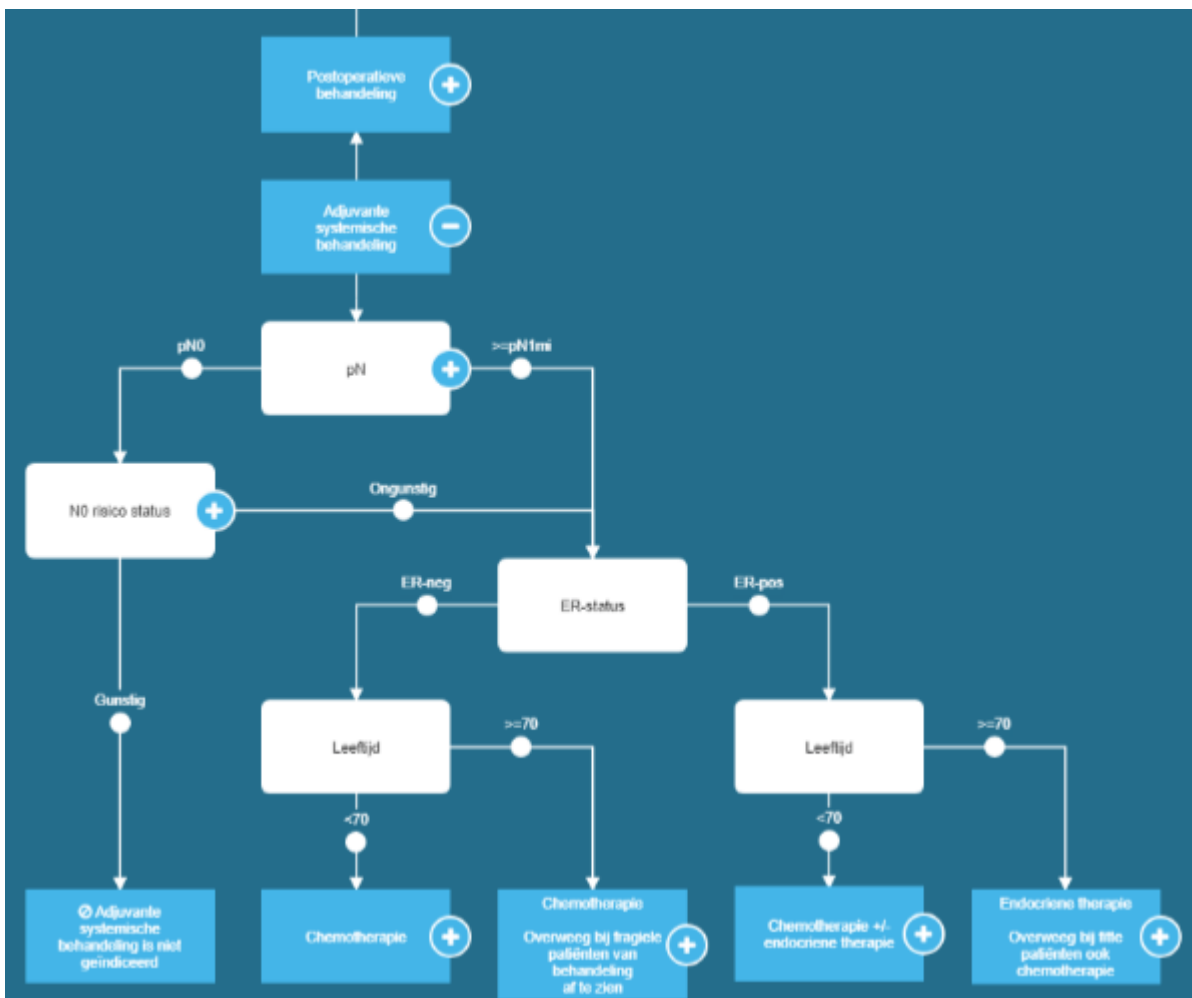 Postoperatieve
behandeling
Adjuvante
systemische
behandeling
pN0
>=pN1mi
pN
Ongunstig
N0 risico status
ER-neg
ER-pos
ER-status
Gunstig
>=70
>=70
Leeftijd
Leeftijd
<70
<70
Adjuvante
systemische
behandeling is niet
geïndiceerd
Chemotherapie
Chemotherapie
Overweeg bij fragiele
patiënten van
behandeling
af te zien
Chemotherapie +/-
endocriene therapie
Endocriene therapie
Overweeg bij fitte
patiënten ook
chemotherapie